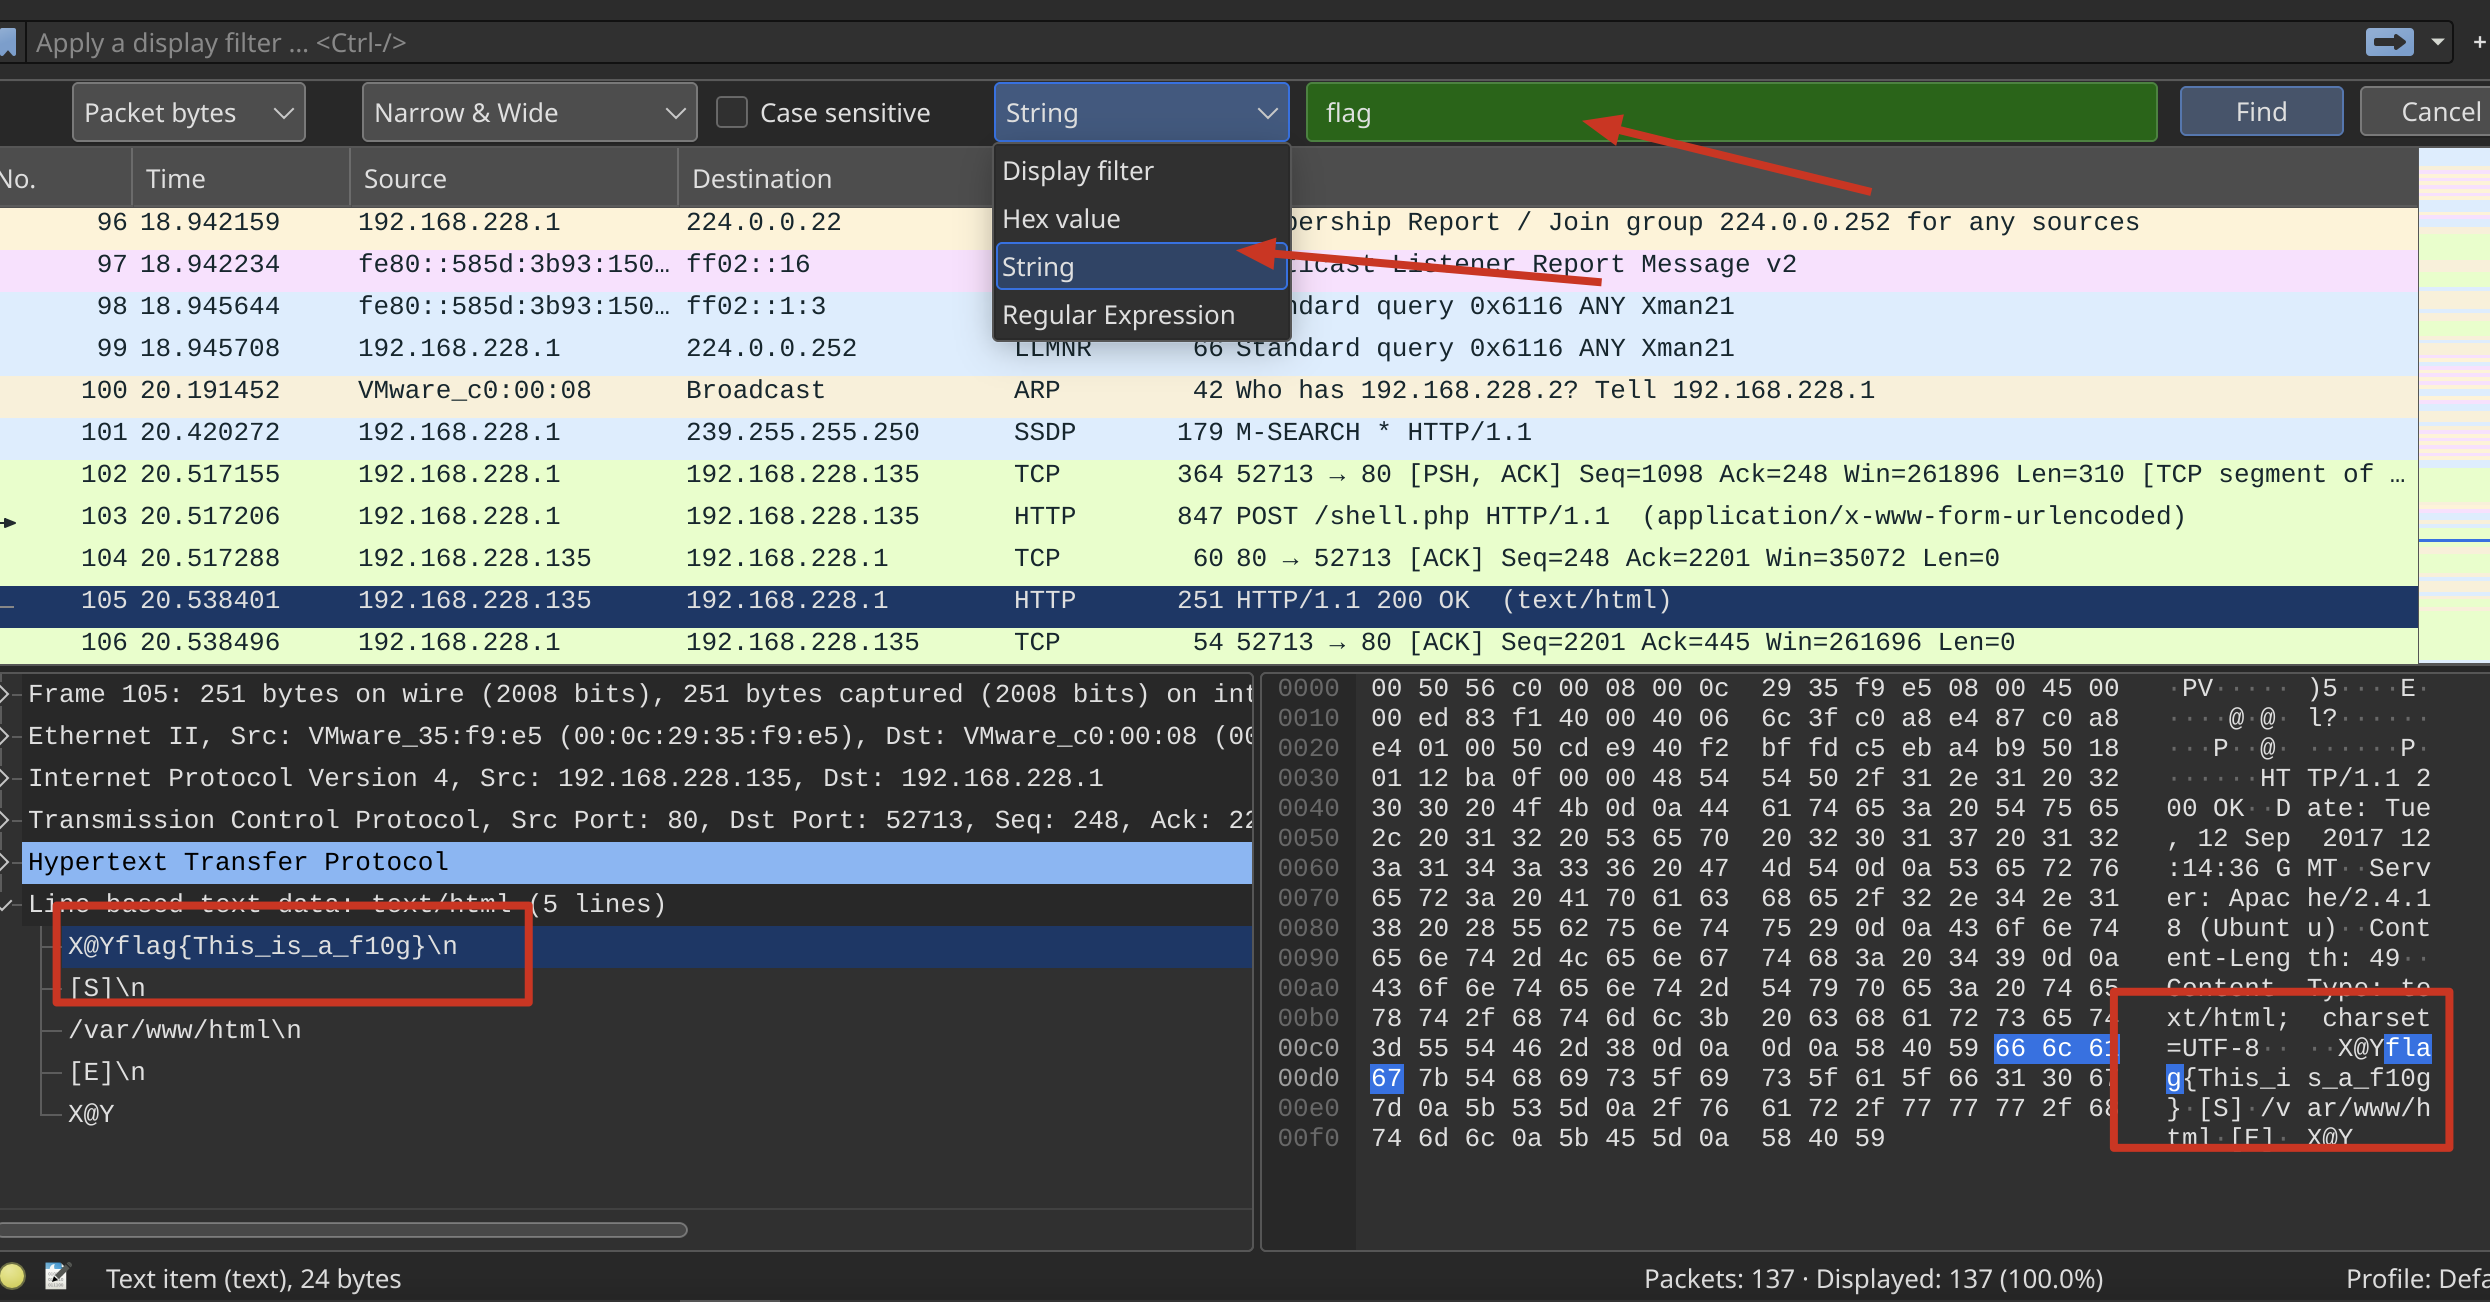 Apply a display filter ... <Ctrl-/>
Packet bytes Narrow & Wide Case sensitive String flag Find Cancel
No. Time Source Destination
Display filter
Hex value
String
Regular Expression
96 18.942159 192.168.228.1 224.0.0.22 bership Report / Join group 224.0.0.252 for any sources
97 18.942234 fe80::585d:3b93:150… ff02::16 Listener Report Message v2
98 18.945644 fe80::585d:3b93:150… ff02::1:3 ndard query 0x6116 ANY Xman21
99 18.945708 192.168.228.1 224.0.0.252 LLMNR 66 Standard query 0x6116 ANY Xman21
100 20.191452 VMware_c0:00:08 Broadcast ARP 42 Who has 192.168.228.2? Tell 192.168.228.1
101 20.420272 192.168.228.1 239.255.255.250 SSDP 179 M-SEARCH * HTTP/1.1
102 20.517155 192.168.228.1 192.168.228.135 TCP 364 52713 → 80 [PSH, ACK] Seq=1098 Ack=248 Win=261896 Len=310 [TCP segment of …
103 20.517206 192.168.228.1 192.168.228.135 HTTP 847 POST /shell.php HTTP/1.1  (application/x-www-form-urlencoded)
104 20.517288 192.168.228.135 192.168.228.1 TCP 60 80 → 52713 [ACK] Seq=248 Ack=2201 Win=35072 Len=0
105 20.538401 192.168.228.135 192.168.228.1 HTTP 251 HTTP/1.1 200 OK  (text/html)
106 20.538496 192.168.228.1 192.168.228.135 TCP 54 52713 → 80 [ACK] Seq=2201 Ack=445 Win=261696 Len=0
Frame 105: 251 bytes on wire (2008 bits), 251 bytes captured (2008 bits) on int
Ethernet II, Src: VMware_35:f9:e5 (00:0c:29:35:f9:e5), Dst: VMware_c0:00:08 (00
Internet Protocol Version 4, Src: 192.168.228.135, Dst: 192.168.228.1
Transmission Control Protocol, Src Port: 80, Dst Port: 52713, Seq: 248, Ack: 22
Hypertext Transfer Protocol
Line-based text data: text/html (5 lines)
X@Yflag{This_is_a_f10g}\n
[S]\n
/var/www/html\n
[E]\n
X@Y
0000 00 50 56 c0 00 08 00 0c 29 35 f9 e5 08 00 45 00 ·PV····· )5····E·
0010 00 ed 83 f1 40 00 40 06 6c 3f c0 a8 e4 87 c0 a8 ····@·@· l?······
0020 e4 01 00 50 cd e9 40 f2 bf fd c5 eb a4 b9 50 18 ···P··@· ······P·
0030 01 12 ba 0f 00 00 48 54 54 50 2f 31 2e 31 20 32 ······HT TP/1.1 2
0040 30 30 20 4f 4b 0d 0a 44 61 74 65 3a 20 54 75 65 00 OK··D ate: Tue
0050 2c 20 31 32 20 53 65 70 20 32 30 31 37 20 31 32 , 12 Sep  2017 12
0060 3a 31 34 3a 33 36 20 47 4d 54 0d 0a 53 65 72 76 :14:36 G MT··Serv
0070 65 72 3a 20 41 70 61 63 68 65 2f 32 2e 34 2e 31 er: Apac he/2.4.1
0080 38 20 28 55 62 75 6e 74 75 29 0d 0a 43 6f 6e 74 8 (Ubunt u)··Cont
0090 65 6e 74 2d 4c 65 6e 67 74 68 3a 20 34 39 0d 0a ent-Leng th: 49··
00a0 43 6f 6e 74 65 6e 74 2d 54 79 70 65 3a 20 74 65 Content- Type: te
00b0 78 74 2f 68 74 6d 6c 3b 20 63 68 61 72 73 65 74 xt/html;  charset
00c0 3d 55 54 46 2d 38 0d 0a 0d 0a 58 40 59 66 6c 61 =UTF-8·· ··X@Yfla
00d0 67 7b 54 68 69 73 5f 69 73 5f 61 5f 66 31 30 67 g{This_i s_a_f10g
00e0 7d 0a 5b 53 5d 0a 2f 76 61 72 2f 77 77 77 2f 68 }·[S]·/v ar/www/h
00f0 74 6d 6c 0a 5b 45 5d 0a 58 40 59 tml·[E]· X@Y
Text item (text), 24 bytes Packets: 137 · Displayed: 137 (100.0%) Profile: Defa